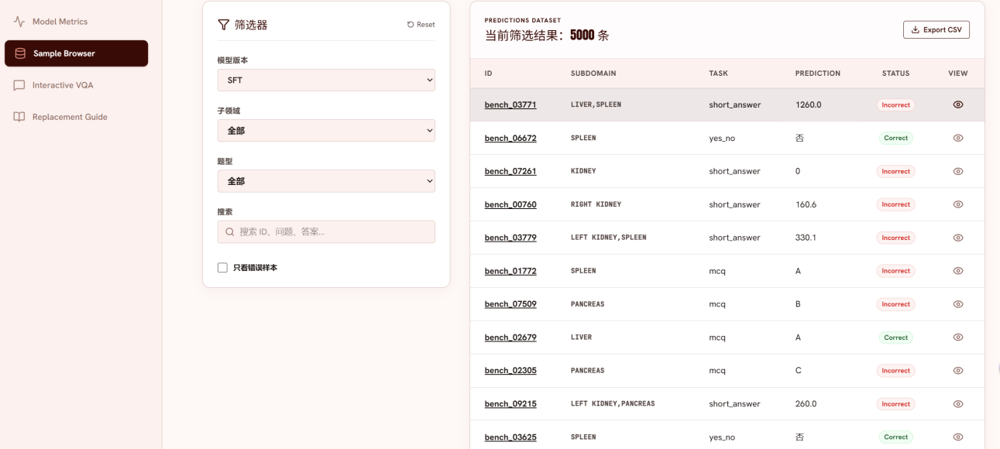 Model Metrics
Sample Browser
Interactive VQA
Replacement Guide
筛选器
Reset
模型版本
SFT
子领域
全部
题型
全部
搜索
搜索 ID、问题、答案...
只看错误样本
PREDICTIONS DATASET
当前筛选结果：5000 条
Export CSV
ID SUBDOMAIN TASK PREDICTION STATUS VIEW
bench_03771 LIVER,SPLEEN short_answer 1260.0 Incorrect
bench_06672 SPLEEN yes_no 否 Correct
bench_07261 KIDNEY short_answer 0 Incorrect
bench_00760 RIGHT KIDNEY short_answer 160.6 Incorrect
bench_03779 LEFT KIDNEY,SPLEEN short_answer 330.1 Incorrect
bench_01772 SPLEEN mcq A Incorrect
bench_07509 PANCREAS mcq B Incorrect
bench_02679 LIVER mcq A Correct
bench_02305 PANCREAS mcq C Incorrect
bench_09215 LEFT KIDNEY,PANCREAS short_answer 260.0 Incorrect
bench_03625 SPLEEN yes_no 否 Correct